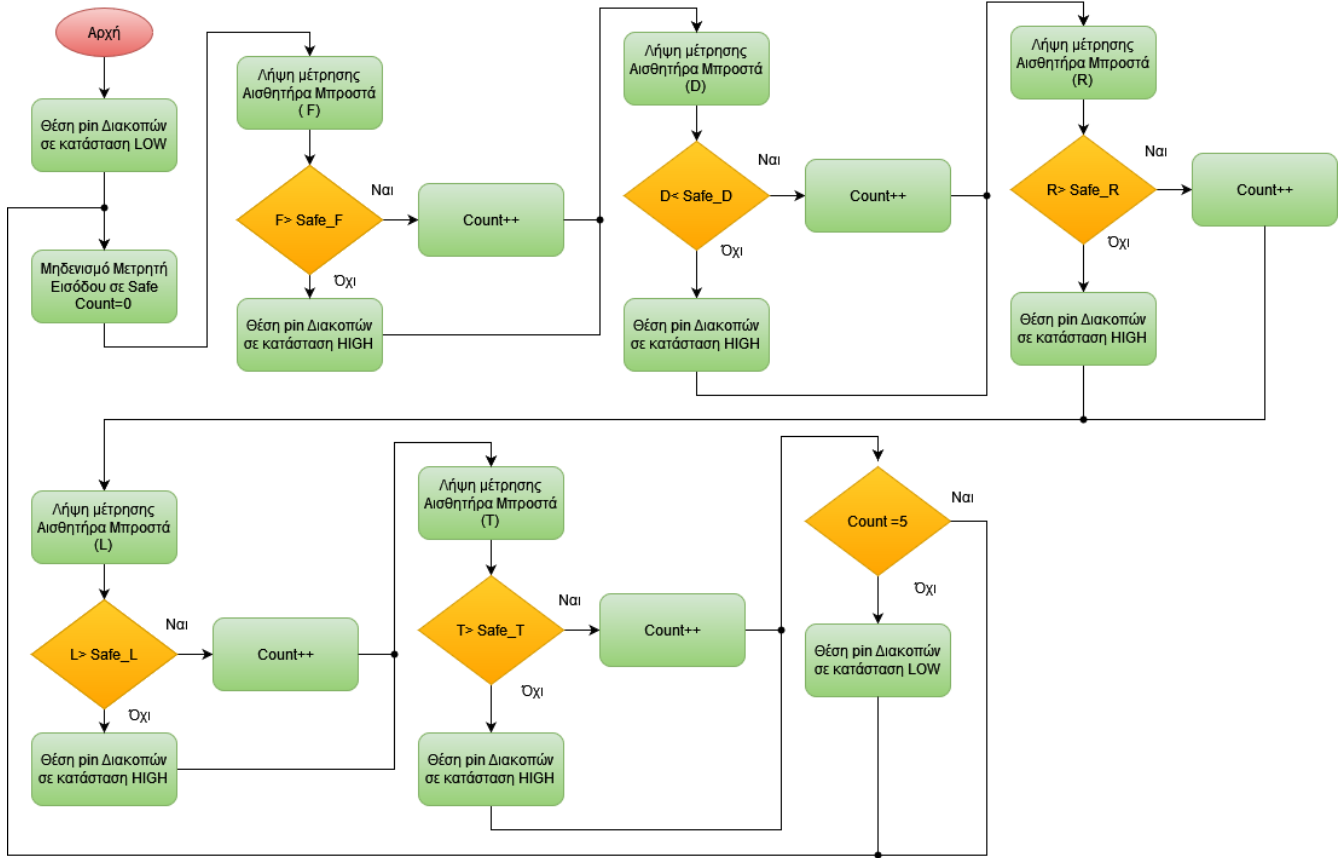 Αρχή
Θέση pin Διακοπών
σε κατάσταση LOW
Μηδενισμό Μετρητή
Εισόδου σε Safe
Count=0
Λήψη μέτρησης
Αισθητήρα Μπροστά
( F)
F> Safe_F
Ναι
Count++
Όχι
Θέση pin Διακοπών
σε κατάσταση HIGH
Λήψη μέτρησης
Αισθητήρα Μπροστά
(D)
D< Safe_D
Ναι
Count++
Όχι
Θέση pin Διακοπών
σε κατάσταση HIGH
Λήψη μέτρησης
Αισθητήρα Μπροστά
(R)
R> Safe_R
Ναι
Count++
Όχι
Θέση pin Διακοπών
σε κατάσταση HIGH
Λήψη μέτρησης
Αισθητήρα Μπροστά
(L)
L> Safe_L
Ναι
Count++
Όχι
Θέση pin Διακοπών
σε κατάσταση HIGH
Λήψη μέτρησης
Αισθητήρα Μπροστά
(T)
T> Safe_T
Ναι
Count++
Όχι
Θέση pin Διακοπών
σε κατάσταση HIGH
Count =5
Ναι
Όχι
Θέση pin Διακοπών
σε κατάσταση LOW